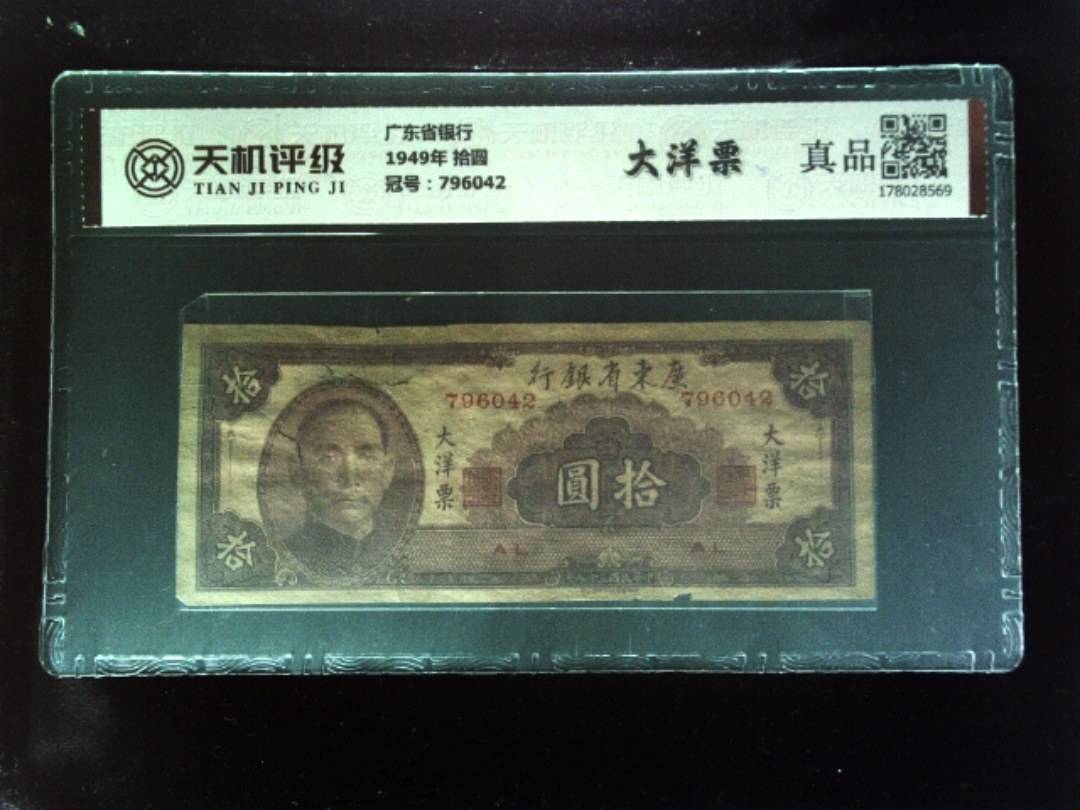 天机评级
TIAN JI PING JI
广东省银行
1949年 拾圆
冠号：796042
大洋票
真品
178028569
行銀省東廣
796042
796042
大洋票
大洋票
圓拾
拾
拾
拾
拾
AL
AL